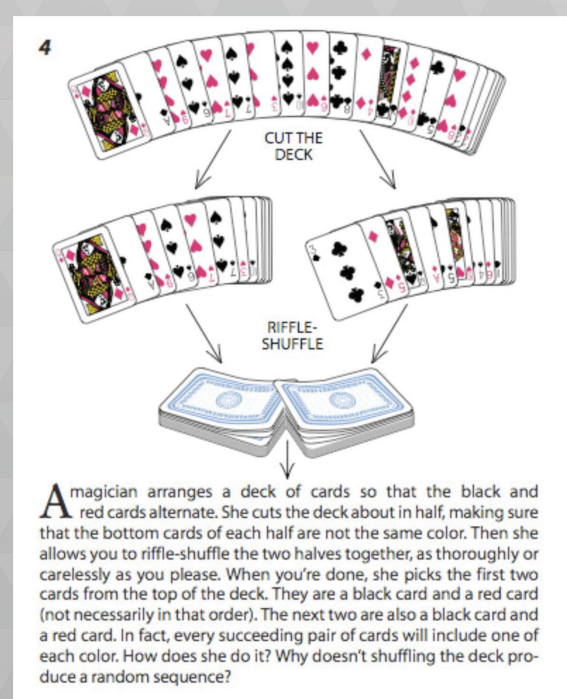 4
CUT THE
DECK
RIFFLE-
SHUFFLE
A magician arranges a deck of cards so that the black and
red cards alternate. She cuts the deck about in half, making sure
that the bottom cards of each half are not the same color. Then she
allows you to riffle-shuffle the two halves together, as thoroughly or
carelessly as you please. When you're done, she picks the first two
cards from the top of the deck. They are a black card and a red card
(not necessarily in that order). The next two are also a black card and
a red card. In fact, every succeeding pair of cards will include one of
each color. How does she do it? Why doesn't shuffling the deck pro-
duce a random sequence?